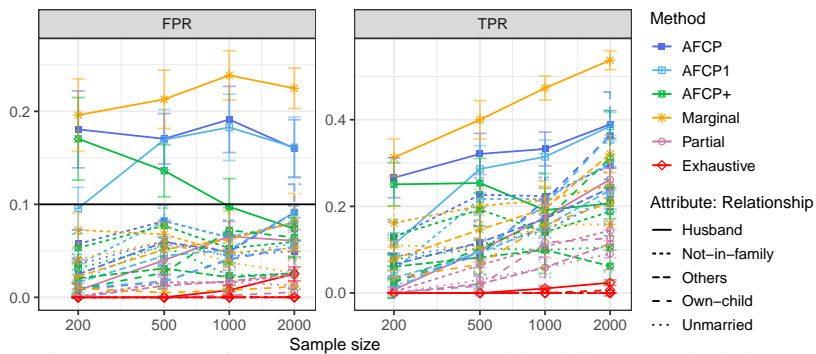 FPR
TPR
0.2
0.1
0.0
0.4
0.2
0.0
200
500
1000
2000
200
500
1000
2000
Sample size
Method
AFCP
AFCP1
AFCP+
Marginal
Partial
Exhaustive
Attribute: Relationship
Husband
Not−in−family
Others
Own−child
Unmarried